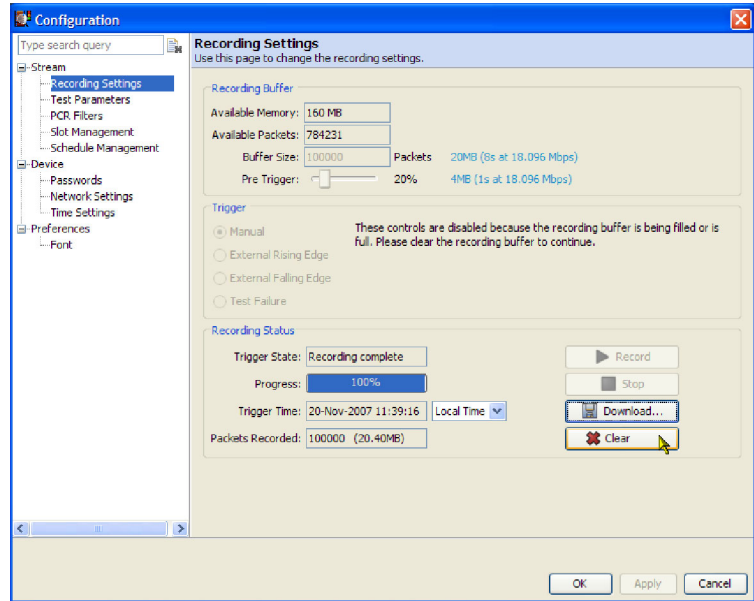 Configuration
Type search query
Stream
Recording Settings
Test Parameters
PCR Filters
Slot Management
Schedule Management
Device
Passwords
Network Settings
Time Settings
Preferences
Font
Recording Settings
Use this page to change the recording settings.
Recording Buffer
Available Memory: 160 MB
Available Packets: 784231
Buffer Size: 100000 Packets 20MB (8s at 18.096 Mbps)
Pre Trigger: 20% 4MB (1s at 18.096 Mbps)
Trigger
Manual
External Rising Edge
External Falling Edge
Test Failure
These controls are disabled because the recording buffer is being filled or is
full. Please clear the recording buffer to continue.
Recording Status
Trigger State: Recording complete Record
Progress: 100% Stop
Trigger Time: 20-Nov-2007 11:39:16 Local Time Download...
Packets Recorded: 100000 (20.40MB) Clear
OK Apply Cancel